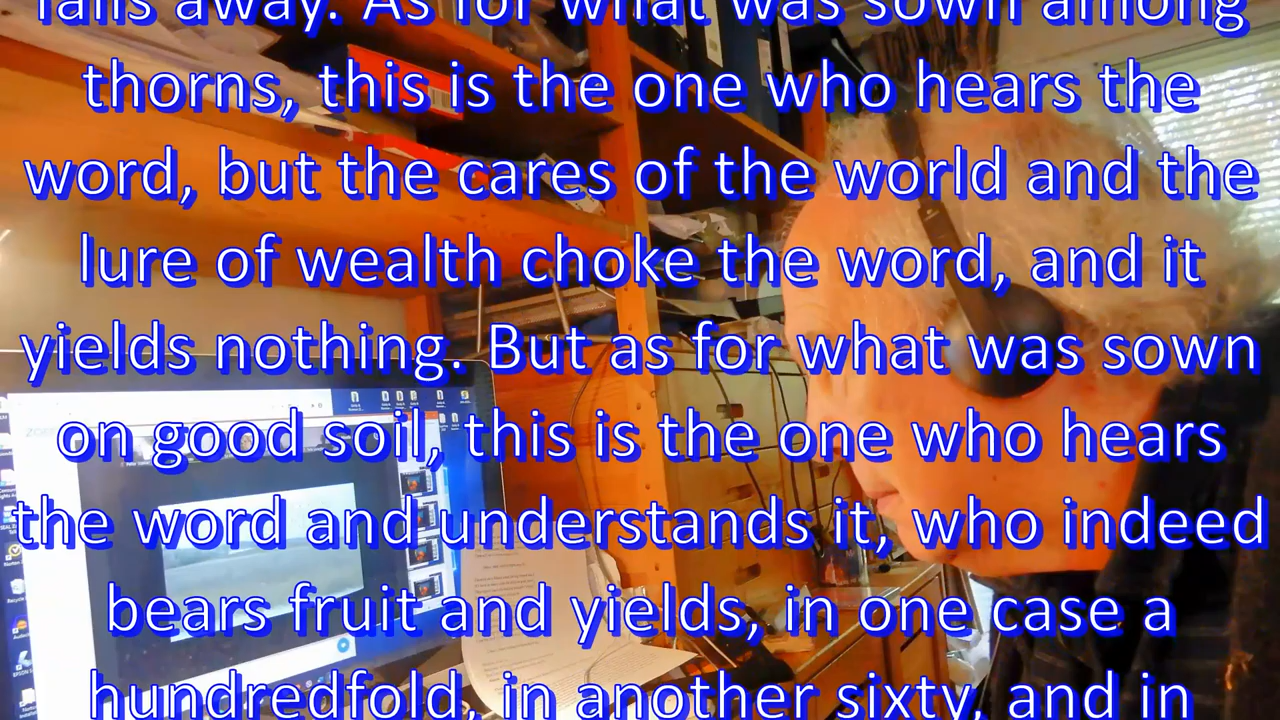 falls away. As for what was sown among
thorns, this is the one who hears the
word, but the cares of the world and the
lure of wealth choke the word, and it
yields nothing. But as for what was sown
on good soil, this is the one who hears
the word and understands it, who indeed
bears fruit and yields, in one case a
hundredfold, in another sixty, and in